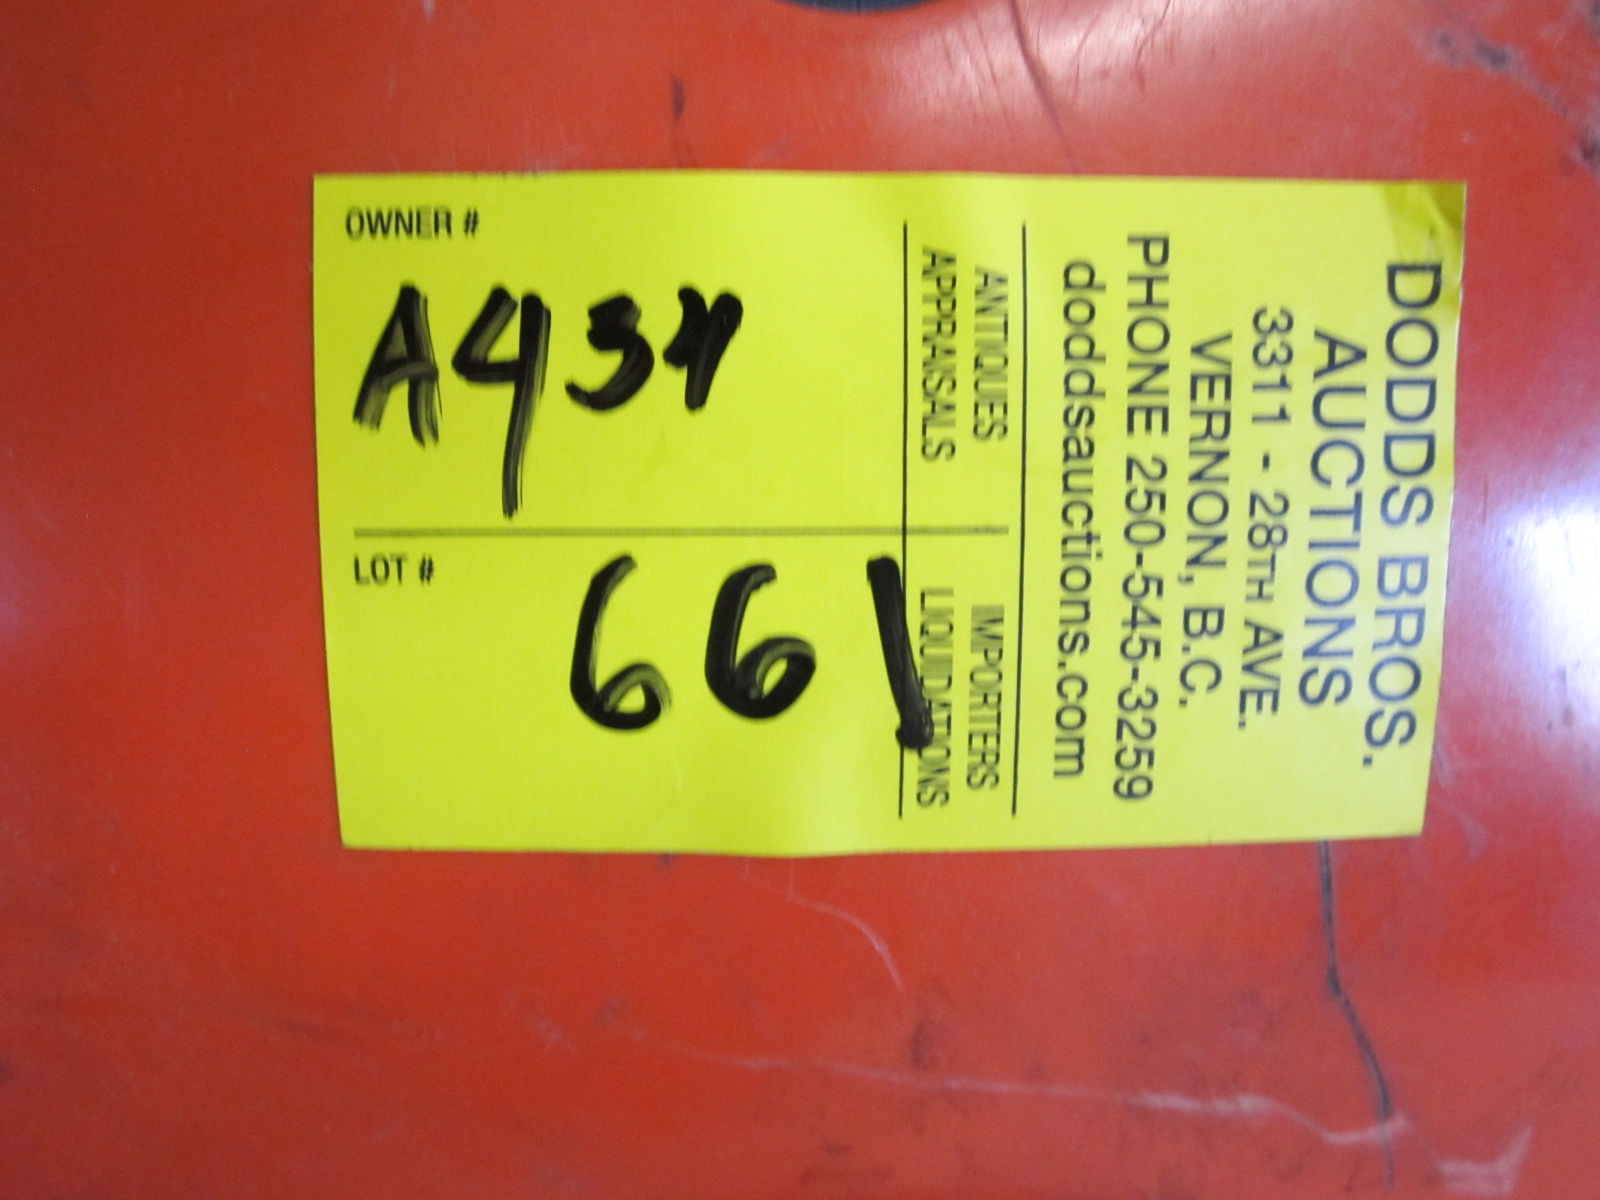 DODDS BROS.
AUCTIONS
3311 - 28TH AVE.
VERNON, B.C.
PHONE 250-545-3259
doddsauctions.com
ANTIQUES IMPORTERS
APPRAISALS LIQUIDATIONS
OWNER #
A434
LOT #
661